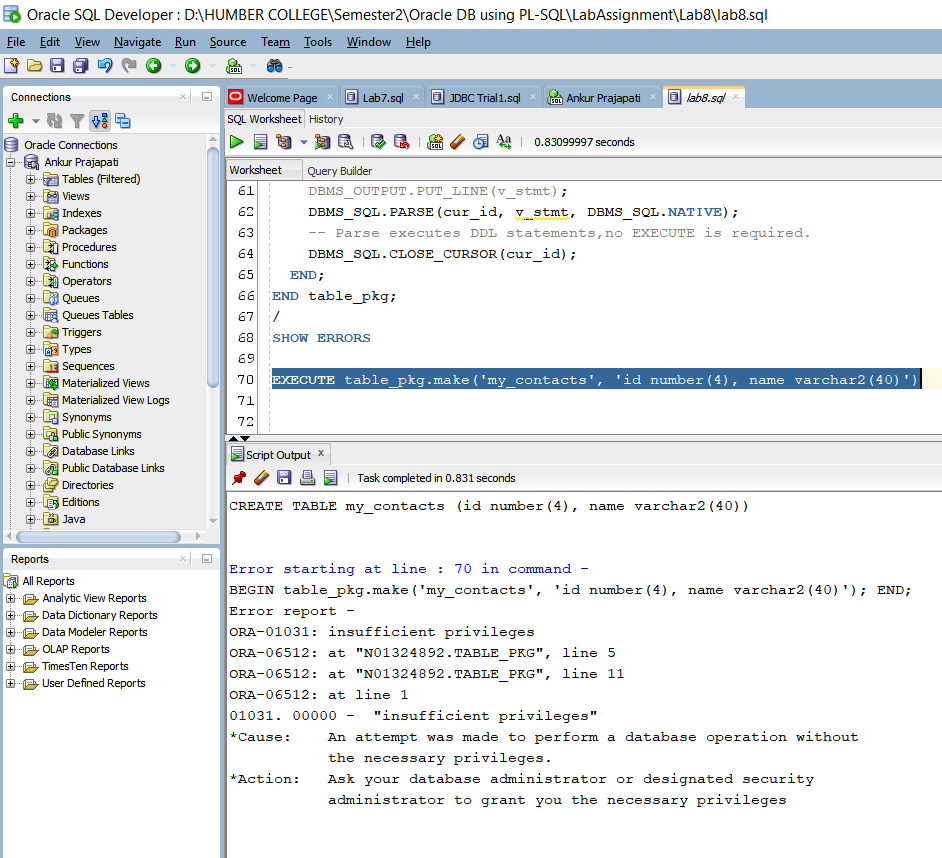 Oracle SQL Developer : D:\HUMBER COLLEGE\Semester2\Oracle DB using PL-SQL\LabAssignment\Lab8\lab8.sql
File Edit View Navigate Run Source Team Tools Window Help
Connections
Oracle Connections
Ankur Prajapati
Tables (Filtered)
Views
Indexes
Packages
Procedures
Functions
Operators
Queues
Queues Tables
Triggers
Types
Sequences
Materialized Views
Materialized View Logs
Synonyms
Public Synonyms
Database Links
Public Database Links
Directories
Editions
Java
Reports
All Reports
Analytic View Reports
Data Dictionary Reports
Data Modeler Reports
OLAP Reports
TimesTen Reports
User Defined Reports
Welcome Page Lab7.sql JDBC Trial1.sql Ankur Prajapati lab8.sql
SQL Worksheet History
0.83099997 seconds
Worksheet Query Builder
61 DBMS_OUTPUT.PUT_LINE(v_stmt);
62 DBMS_SQL.PARSE(cur_id, v_stmt, DBMS_SQL.NATIVE);
63 -- Parse executes DDL statements,no EXECUTE is required.
64 DBMS_SQL.CLOSE_CURSOR(cur_id);
65 END;
66 END table_pkg;
67 /
68 SHOW ERRORS
69
70 EXECUTE table_pkg.make('my_contacts', 'id number(4), name varchar2(40)')
71
72
Script Output
Task completed in 0.831 seconds
CREATE TABLE my_contacts (id number(4), name varchar2(40))
Error starting at line : 70 in command -
BEGIN table_pkg.make('my_contacts', 'id number(4), name varchar2(40)'); END;
Error report -
ORA-01031: insufficient privileges
ORA-06512: at "N01324892.TABLE_PKG", line 5
ORA-06512: at "N01324892.TABLE_PKG", line 11
ORA-06512: at line 1
01031. 00000 - "insufficient privileges"
*Cause: An attempt was made to perform a database operation without
the necessary privileges.
*Action: Ask your database administrator or designated security
administrator to grant you the necessary privileges